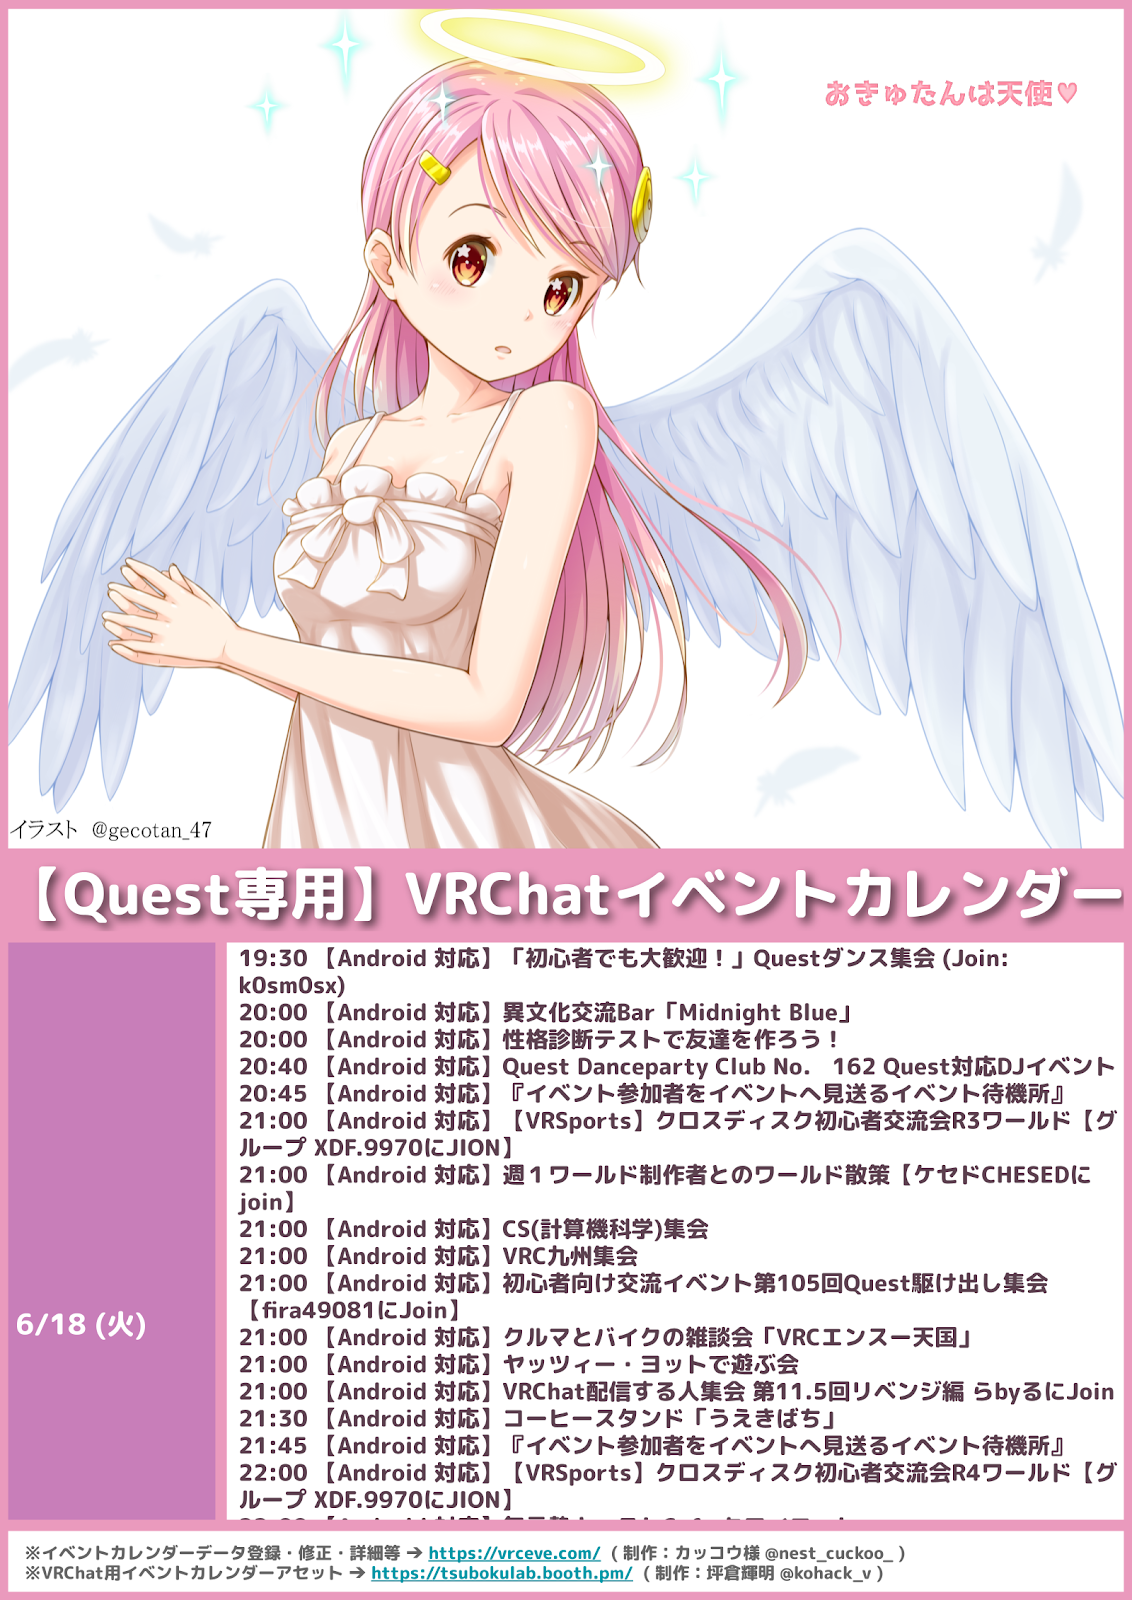 おきゅたんは天使♥
イラスト @gecotan_47
【Quest専用】VRChatイベントカレンダー
6/18 (火)
19:30 【Android 対応】「初心者でも大歓迎！」Questダンス集会 (Join:
k0sm0sx)
20:00 【Android 対応】異文化交流Bar「Midnight Blue」
20:00 【Android 対応】性格診断テストで友達を作ろう！
20:40 【Android 対応】Quest Danceparty Club No. 162 Quest対応DJイベント
20:45 【Android 対応】『イベント参加者をイベントへ見送るイベント待機所』
21:00 【Android 対応】【VRSports】クロスディスク初心者交流会R3ワールド【グ
ループ XDF.9970にJION】
21:00 【Android 対応】週１ワールド制作者とのワールド散策【ケセドCHESEDに
join】
21:00 【Android 対応】CS(計算機科学)集会
21:00 【Android 対応】VRC九州集会
21:00 【Android 対応】初心者向け交流イベント第105回Quest駆け出し集会
【fira49081にJoin】
21:00 【Android 対応】クルマとバイクの雑談会「VRCエンスー天国」
21:00 【Android 対応】ヤッツィー・ヨットで遊ぶ会
21:00 【Android 対応】VRChat配信する人集会 第11.5回リベンジ編 らbyるにJoin
21:30 【Android 対応】コーヒースタンド「うえきばち」
21:45 【Android 対応】『イベント参加者をイベントへ見送るイベント待機所』
22:00 【Android 対応】【VRSports】クロスディスク初心者交流会R4ワールド【グ
ループ XDF.9970にJION】
※イベントカレンダーデータ登録・修正・詳細等 ➔ https://vrceve.com/ ( 制作：カッコウ様 @nest_cuckoo_ )
※VRChat用イベントカレンダーアセット ➔ https://tsubokulab.booth.pm/ ( 制作：坪倉輝明 @kohack_v )